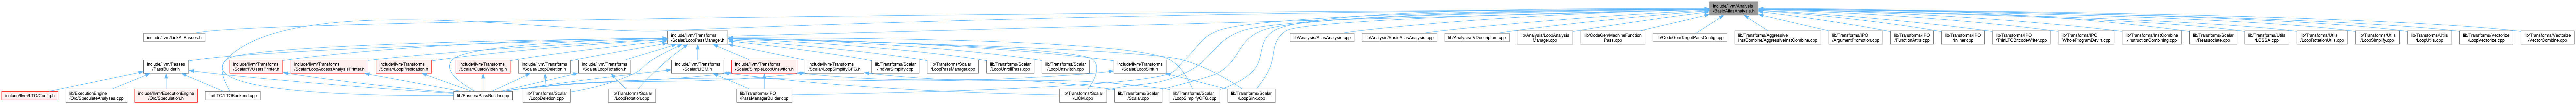 include/llvm/Analysis
/BasicAliasAnalysis.h
include/llvm/LinkAllPasses.h
include/llvm/Transforms
/Scalar/LoopPassManager.h
lib/Analysis/AliasAnalysis.cpp
lib/Analysis/BasicAliasAnalysis.cpp
lib/Analysis/IVDescriptors.cpp
lib/Analysis/LoopAnalysis
Manager.cpp
lib/CodeGen/MachineFunction
Pass.cpp
lib/CodeGen/TargetPassConfig.cpp
lib/Transforms/Aggressive
InstCombine/AggressiveInstCombine.cpp
lib/Transforms/IPO
/ArgumentPromotion.cpp
lib/Transforms/IPO
/FunctionAttrs.cpp
lib/Transforms/IPO
/Inliner.cpp
lib/Transforms/IPO
/ThinLTOBitcodeWriter.cpp
lib/Transforms/IPO
/WholeProgramDevirt.cpp
lib/Transforms/InstCombine
/InstructionCombining.cpp
lib/Transforms/Scalar
/Reassociate.cpp
lib/Transforms/Utils
/LCSSA.cpp
lib/Transforms/Utils
/LoopRotationUtils.cpp
lib/Transforms/Utils
/LoopSimplify.cpp
lib/Transforms/Utils
/LoopUtils.cpp
lib/Transforms/Vectorize
/LoopVectorize.cpp
lib/Transforms/Vectorize
/VectorCombine.cpp
include/llvm/Passes
/PassBuilder.h
include/llvm/Transforms
/Scalar/IVUsersPrinter.h
include/llvm/Transforms
/Scalar/LoopAccessAnalysisPrinter.h
include/llvm/Transforms
/Scalar/LoopPredication.h
include/llvm/Transforms
/Scalar/GuardWidening.h
include/llvm/Transforms
/Scalar/LoopDeletion.h
include/llvm/Transforms
/Scalar/LoopRotation.h
include/llvm/Transforms
/Scalar/LICM.h
include/llvm/Transforms
/Scalar/SimpleLoopUnswitch.h
include/llvm/Transforms
/Scalar/LoopSimplifyCFG.h
lib/Transforms/Scalar
/IndVarSimplify.cpp
lib/Transforms/Scalar
/LoopPassManager.cpp
lib/Transforms/Scalar
/LoopUnrollPass.cpp
lib/Transforms/Scalar
/LoopUnswitch.cpp
include/llvm/Transforms
/Scalar/LoopSink.h
include/llvm/LTO/Config.h
lib/ExecutionEngine
/Orc/SpeculateAnalyses.cpp
include/llvm/ExecutionEngine
/Orc/Speculation.h
lib/LTO/LTOBackend.cpp
lib/Passes/PassBuilder.cpp
lib/Transforms/Scalar
/LoopDeletion.cpp
lib/Transforms/Scalar
/LoopRotation.cpp
lib/Transforms/IPO
/PassManagerBuilder.cpp
lib/Transforms/Scalar
/LICM.cpp
lib/Transforms/Scalar
/Scalar.cpp
lib/Transforms/Scalar
/LoopSimplifyCFG.cpp
lib/Transforms/Scalar
/LoopSink.cpp